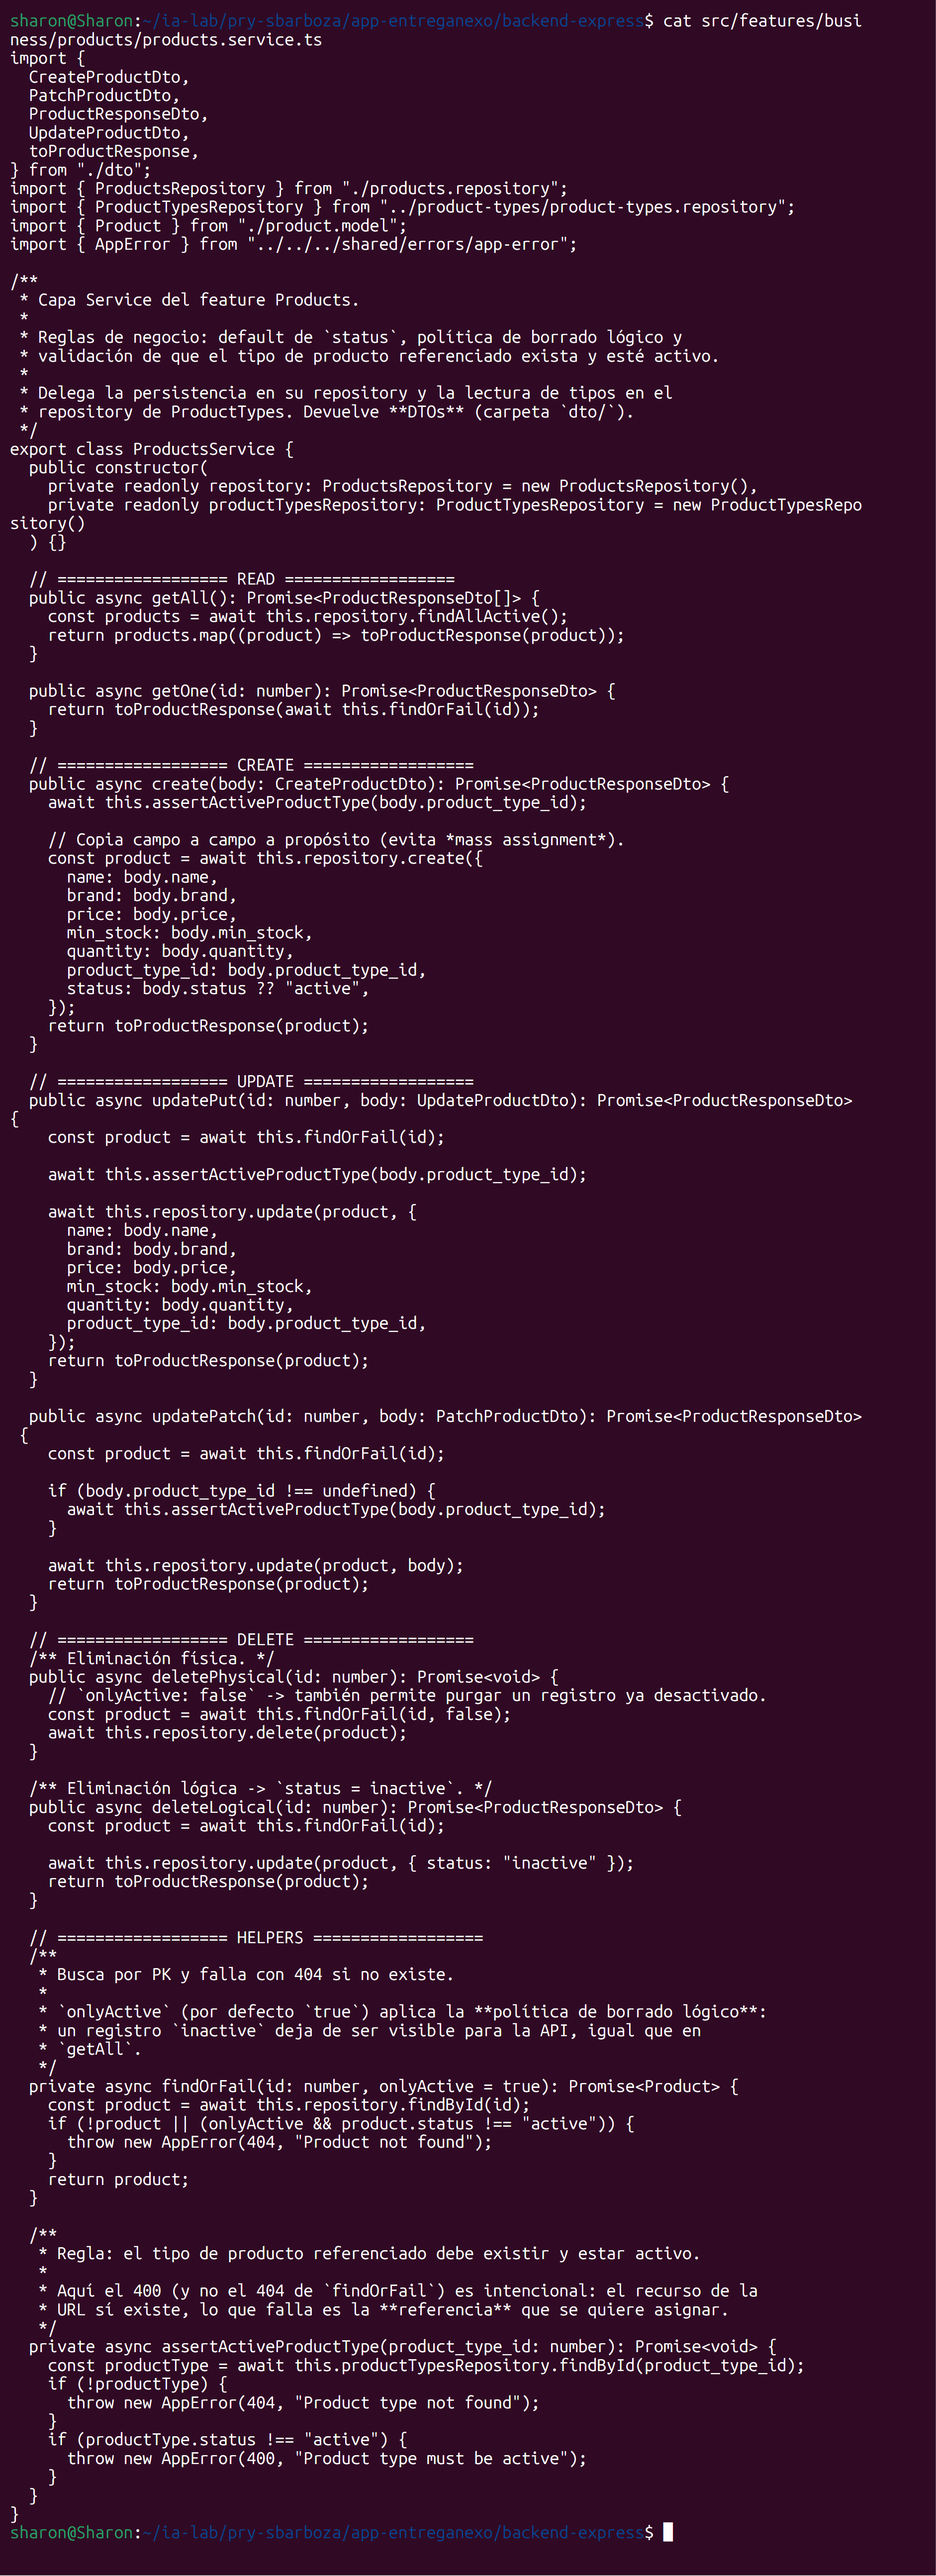 sharon@Sharon:~/ia-lab/pry-sbarboza/app-entreganexo/backend-express$ cat src/features/busi
ness/products/products.service.ts
import {
  CreateProductDto,
  PatchProductDto,
  ProductResponseDto,
  UpdateProductDto,
  toProductResponse,
} from "./dto";
import { ProductsRepository } from "./products.repository";
import { ProductTypesRepository } from "../product-types/product-types.repository";
import { Product } from "./product.model";
import { AppError } from "../../../shared/errors/app-error";

/**
 * Capa Service del feature Products.
 *
 * Reglas de negocio: default de `status`, política de borrado lógico y
 * validación de que el tipo de producto referenciado exista y esté activo.
 *
 * Delega la persistencia en su repository y la lectura de tipos en el
 * repository de ProductTypes. Devuelve **DTOs** (carpeta `dto/`).
 */
export class ProductsService {
  public constructor(
    private readonly repository: ProductsRepository = new ProductsRepository(),
    private readonly productTypesRepository: ProductTypesRepository = new ProductTypesRepo
sitory()
  ) {}

  // ================== READ ==================
  public async getAll(): Promise<ProductResponseDto[]> {
    const products = await this.repository.findAllActive();
    return products.map((product) => toProductResponse(product));
  }

  public async getOne(id: number): Promise<ProductResponseDto> {
    return toProductResponse(await this.findOrFail(id));
  }

  // ================== CREATE ==================
  public async create(body: CreateProductDto): Promise<ProductResponseDto> {
    await this.assertActiveProductType(body.product_type_id);

    // Copia campo a campo a propósito (evita *mass assignment*).
    const product = await this.repository.create({
      name: body.name,
      brand: body.brand,
      price: body.price,
      min_stock: body.min_stock,
      quantity: body.quantity,
      product_type_id: body.product_type_id,
      status: body.status ?? "active",
    });
    return toProductResponse(product);
  }

  // ================== UPDATE ==================
  public async updatePut(id: number, body: UpdateProductDto): Promise<ProductResponseDto>
{
    const product = await this.findOrFail(id);

    await this.assertActiveProductType(body.product_type_id);

    await this.repository.update(product, {
      name: body.name,
      brand: body.brand,
      price: body.price,
      min_stock: body.min_stock,
      quantity: body.quantity,
      product_type_id: body.product_type_id,
    });
    return toProductResponse(product);
  }

  public async updatePatch(id: number, body: PatchProductDto): Promise<ProductResponseDto>
 {
    const product = await this.findOrFail(id);

    if (body.product_type_id !== undefined) {
      await this.assertActiveProductType(body.product_type_id);
    }

    await this.repository.update(product, body);
    return toProductResponse(product);
  }

  // ================== DELETE ==================
  /** Eliminación física. */
  public async deletePhysical(id: number): Promise<void> {
    // `onlyActive: false` -> también permite purgar un registro ya desactivado.
    const product = await this.findOrFail(id, false);
    await this.repository.delete(product);
  }

  /** Eliminación lógica -> `status = inactive`. */
  public async deleteLogical(id: number): Promise<ProductResponseDto> {
    const product = await this.findOrFail(id);

    await this.repository.update(product, { status: "inactive" });
    return toProductResponse(product);
  }

  // ================== HELPERS ==================
  /**
   * Busca por PK y falla con 404 si no existe.
   *
   * `onlyActive` (por defecto `true`) aplica la **política de borrado lógico**:
   * un registro `inactive` deja de ser visible para la API, igual que en
   * `getAll`.
   */
  private async findOrFail(id: number, onlyActive = true): Promise<Product> {
    const product = await this.repository.findById(id);
    if (!product || (onlyActive && product.status !== "active")) {
      throw new AppError(404, "Product not found");
    }
    return product;
  }

  /**
   * Regla: el tipo de producto referenciado debe existir y estar activo.
   *
   * Aquí el 400 (y no el 404 de `findOrFail`) es intencional: el recurso de la
   * URL sí existe, lo que falla es la **referencia** que se quiere asignar.
   */
  private async assertActiveProductType(product_type_id: number): Promise<void> {
    const productType = await this.productTypesRepository.findById(product_type_id);
    if (!productType) {
      throw new AppError(404, "Product type not found");
    }
    if (productType.status !== "active") {
      throw new AppError(400, "Product type must be active");
    }
  }
}
sharon@Sharon:~/ia-lab/pry-sbarboza/app-entreganexo/backend-express$